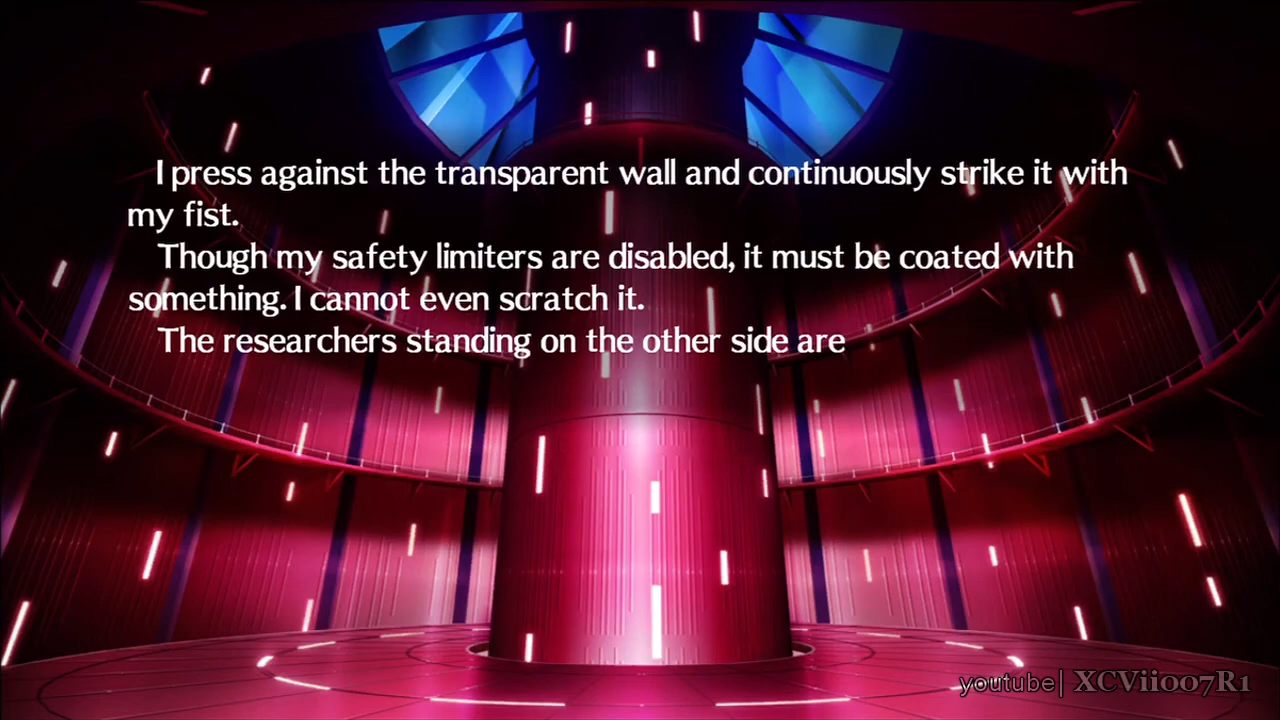 I press against the transparent wall and continuously strike it with
my fist.
Though my safety limiters are disabled, it must be coated with
something. I cannot even scratch it.
The researchers standing on the other side are
youtube| XCVii007R1